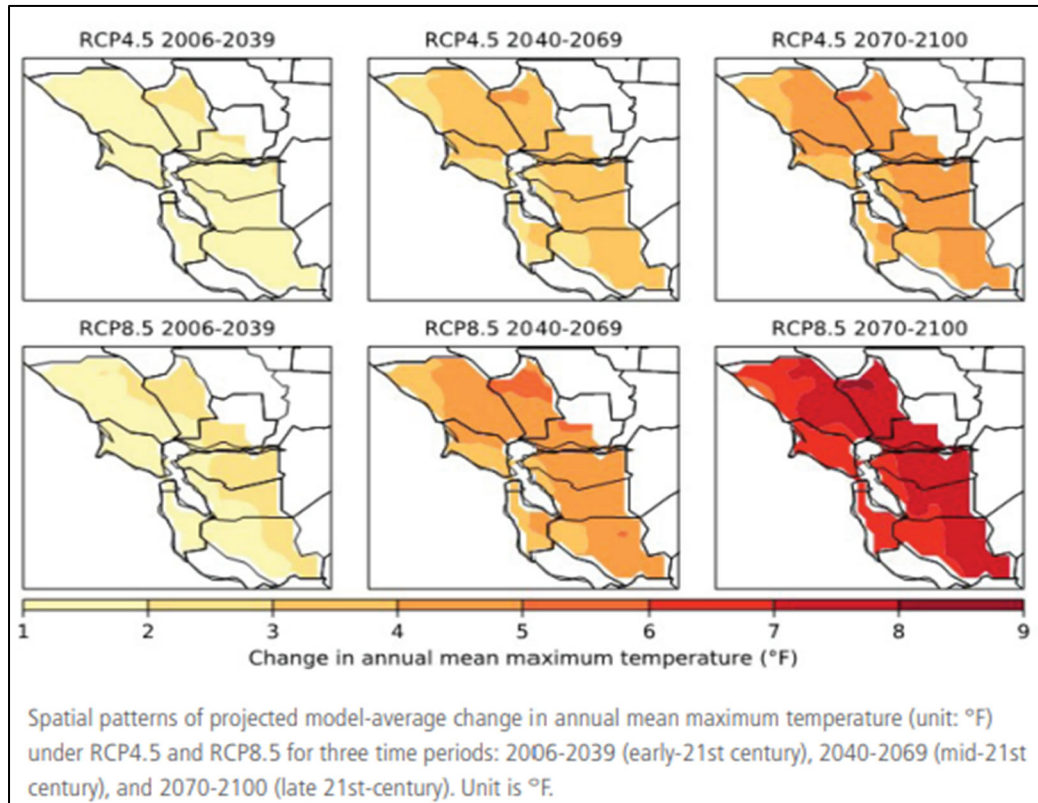 RCP4.5 2006-2039 RCP4.5 2040-2069 RCP4.5 2070-2100
RCP8.5 2006-2039 RCP8.5 2040-2069 RCP8.5 2070-2100
1 2 3 4 5 6 7 8 9
Change in annual mean maximum temperature (°F)
Spatial patterns of projected model-average change in annual mean maximum temperature (unit: °F)
under RCP4.5 and RCP8.5 for three time periods: 2006-2039 (early-21st century), 2040-2069 (mid-21st
century), and 2070-2100 (late 21st-century). Unit is °F.